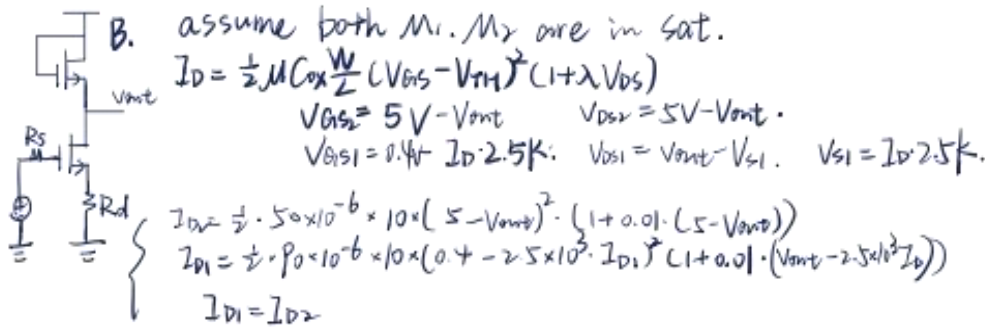 B. assume both M1. M2 are in sat.
ID = 1/2 μCox W/2 (VGS - VTH)² (1+λVDS)
Vout
VGS2 = 5V - Vout VDS2 = 5V - Vout .
Rs
VGS1 = 0.4V - ID·2.5K. VDS1 = Vout - VS1. VS1 = ID·2.5K.
Rd
ID2 = 1/2 · 50×10^-6 × 10×( 5 - Vout)² · (1+0.01·(5-Vout))
ID1 = 1/2 · 90×10^-6 ×10×(0.4 - 2.5×10³· ID1)² (1+0.01·(Vout - 2.5×10³ID))
ID1 = ID2